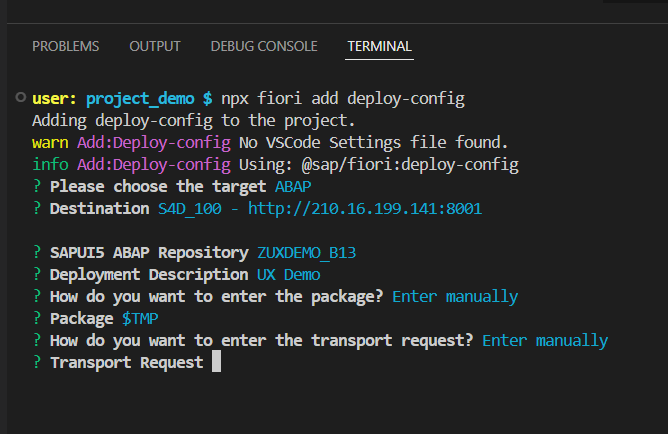 PROBLEMS OUTPUT DEBUG CONSOLE TERMINAL
user: project_demo $ npx fiori add deploy-config
Adding deploy-config to the project.
warn Add:Deploy-config No VSCode Settings file found.
info Add:Deploy-config Using: @sap/fiori:deploy-config
? Please choose the target ABAP
? Destination S4D_100 - http://210.16.199.141:8001
? SAPUI5 ABAP Repository ZUXDEMO_B13
? Deployment Description UX Demo
? How do you want to enter the package? Enter manually
? Package $TMP
? How do you want to enter the transport request? Enter manually
? Transport Request